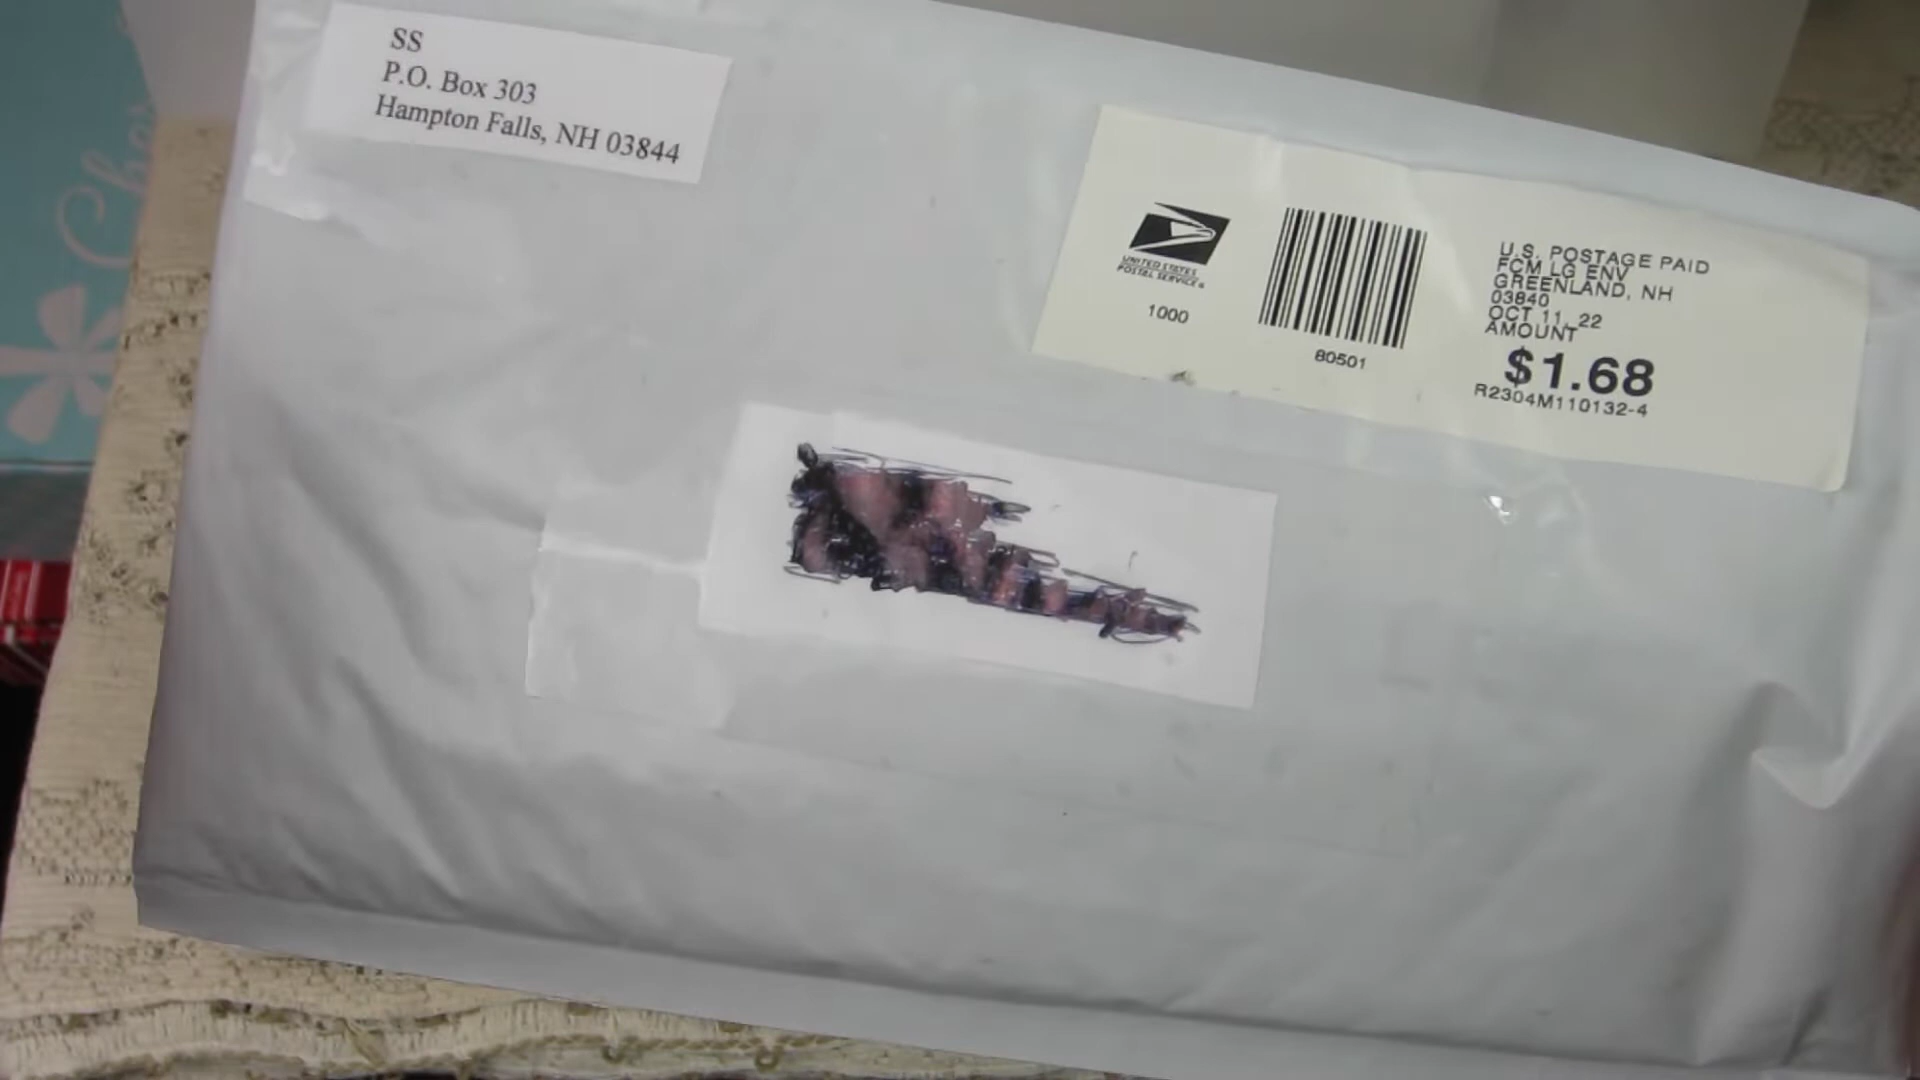 SS
P.O. Box 303
Hampton Falls, NH 03844
UNITED STATES
POSTAL SERVICE®
1000
80501
U.S. POSTAGE PAID
FCM LG ENV
GREENLAND, NH
03840
OCT 11, 22
AMOUNT
$1.68
R2304M110132-4